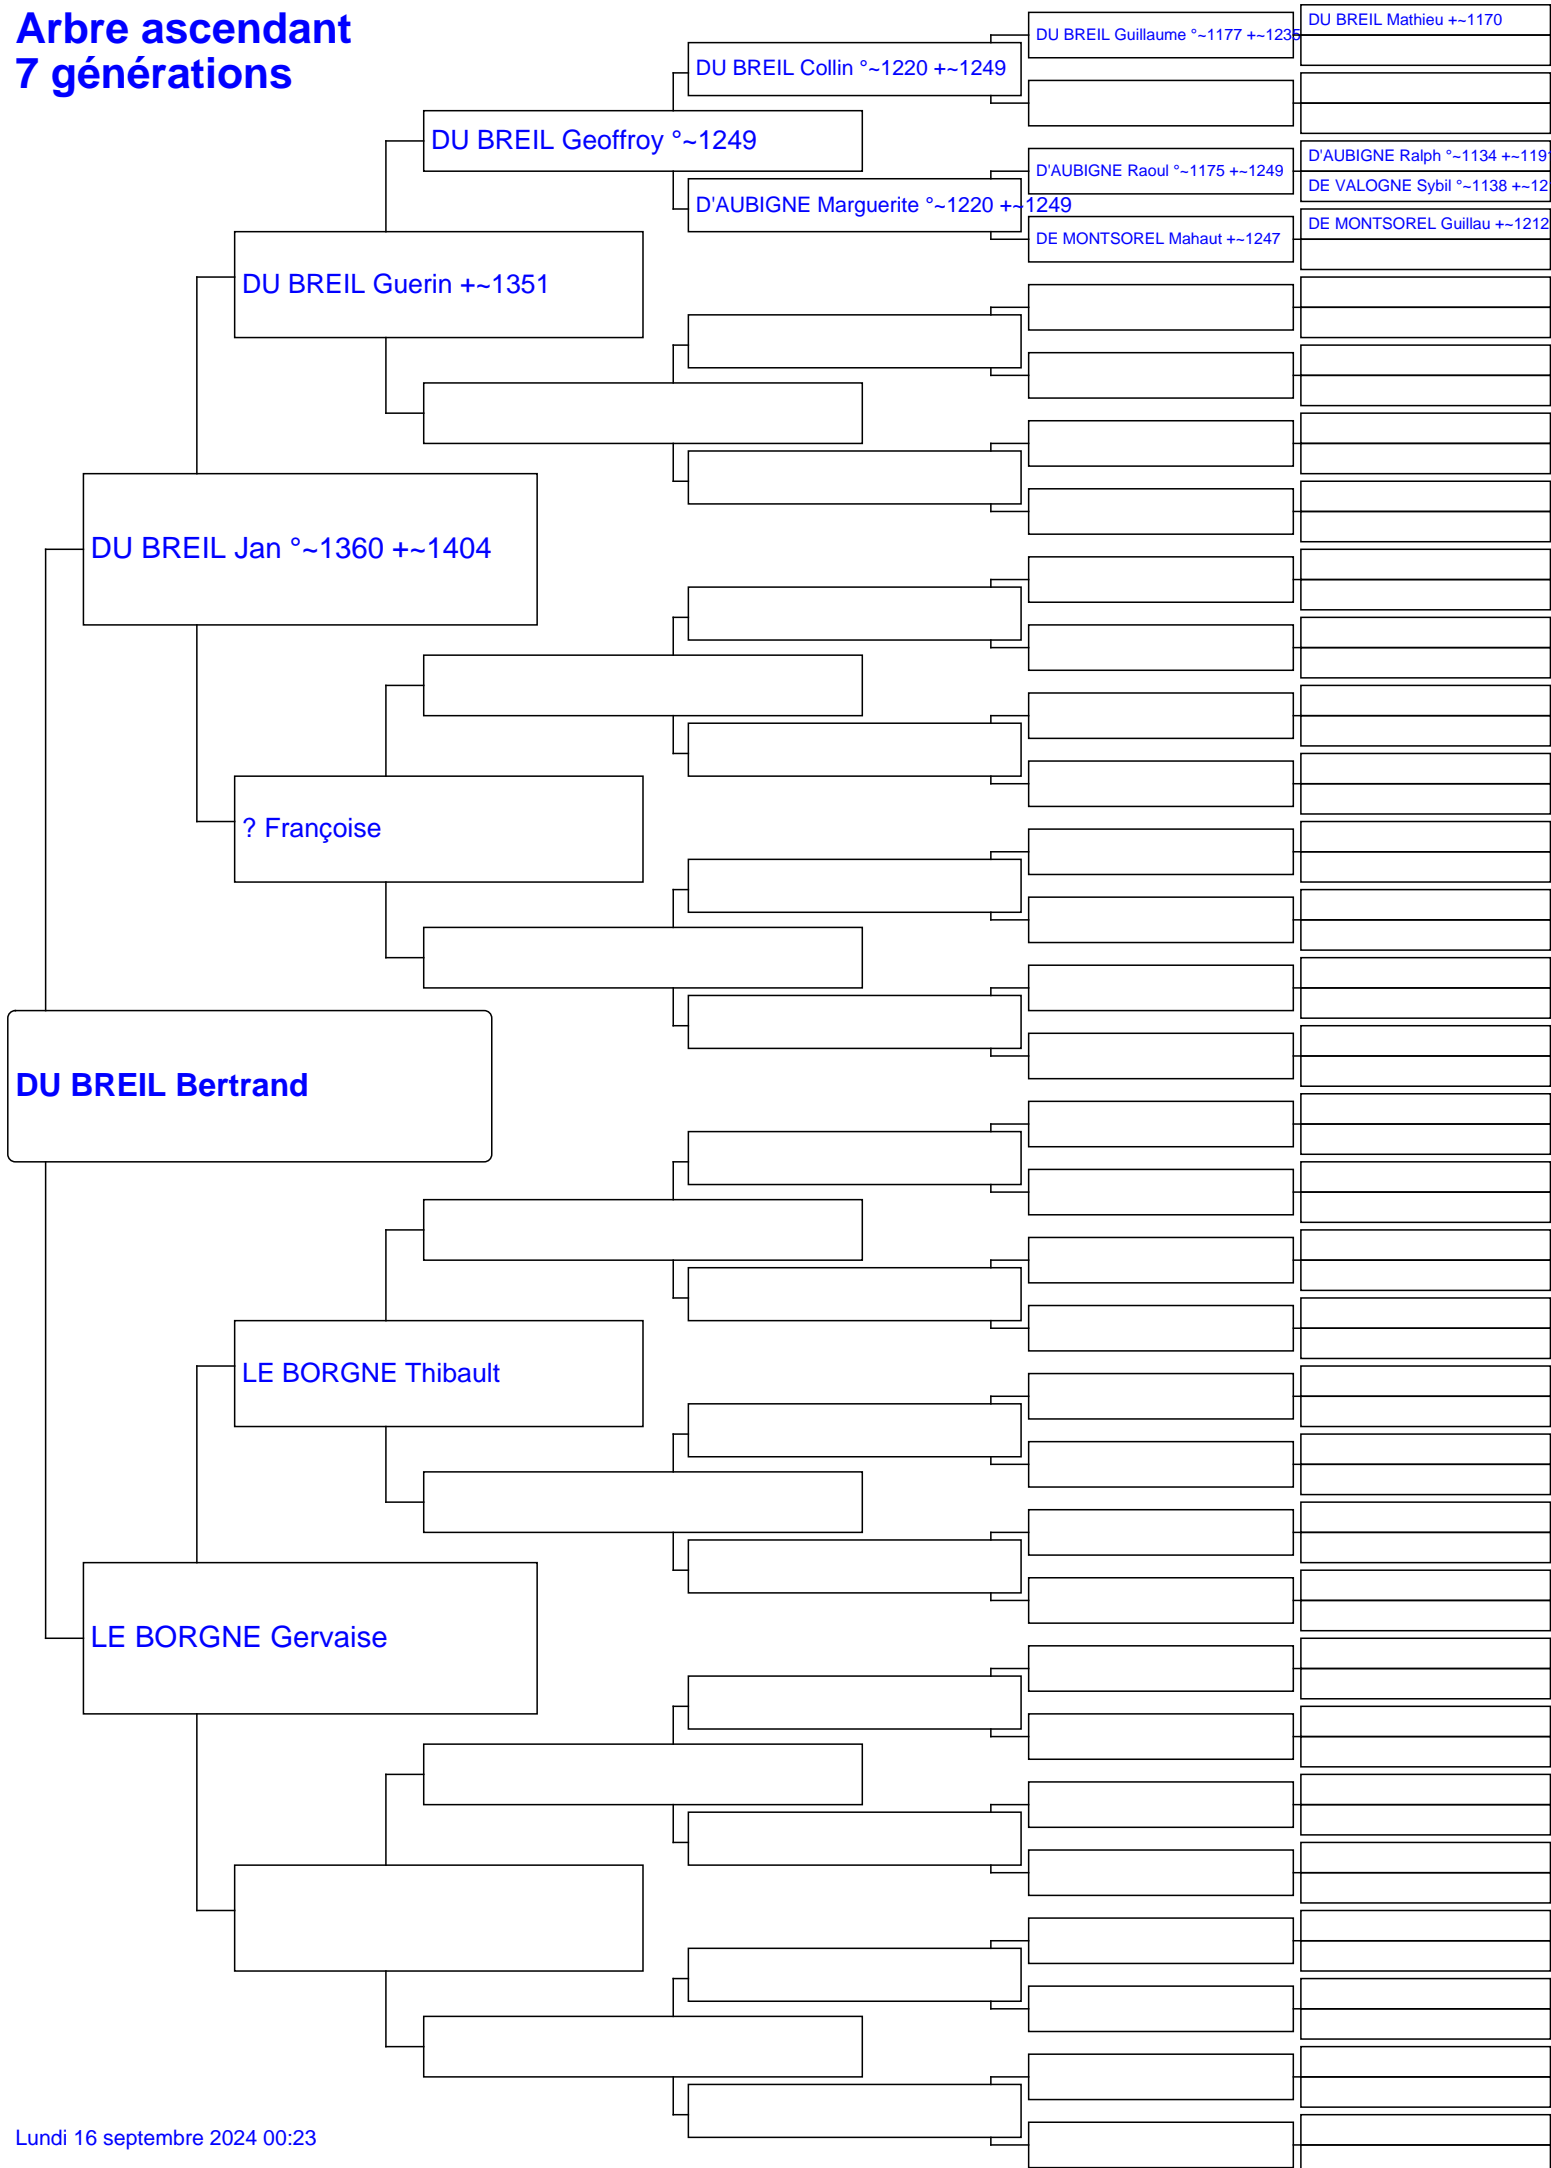 Arbre ascendant
7 générations
DU BREIL Mathieu +~1170
DU BREIL Guillaume °~1177 +~1235
DU BREIL Collin °~1220 +~1249
DU BREIL Geoffroy °~1249
D'AUBIGNE Ralph °~1134 +~1191
D'AUBIGNE Raoul °~1175 +~1249
DE VALOGNE Sybil °~1138 +~12
D'AUBIGNE Marguerite °~1220 +~1249
DE MONTSOREL Guillau +~1212
DE MONTSOREL Mahaut +~1247
DU BREIL Guerin +~1351
DU BREIL Jan °~1360 +~1404
? Françoise
DU BREIL Bertrand
LE BORGNE Thibault
LE BORGNE Gervaise
Lundi 16 septembre 2024 00:23